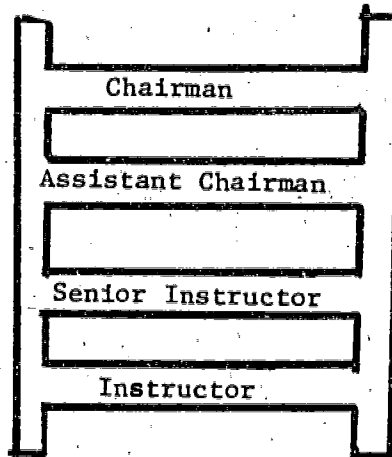 Chairman
Assistant Chairman
Senior Instructor
Instructor